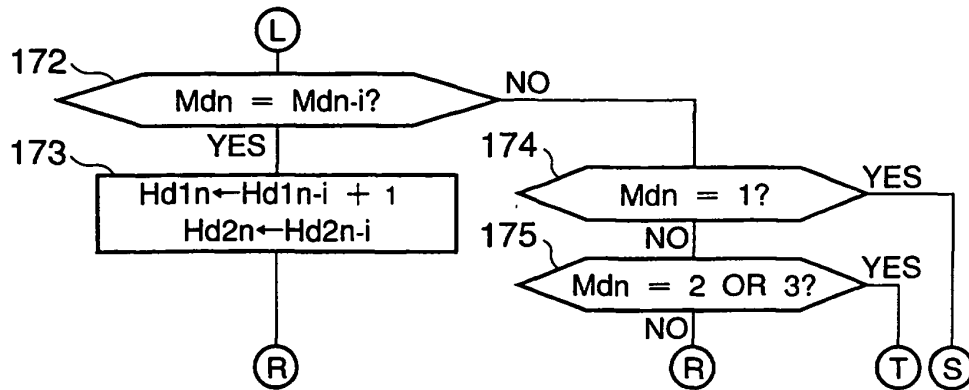 L
172
Mdn = Mdn-i?
NO
YES
173
Hd1n←Hd1n-i + 1
Hd2n←Hd2n-i
174
Mdn = 1?
YES
NO
175
Mdn = 2 OR 3?
YES
NO
R
R
T
S